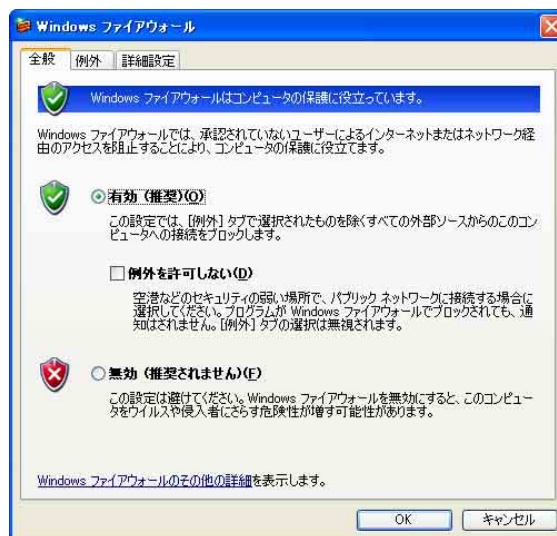 Windows ファイアウォール
全般 例外 詳細設定
Windows ファイアウォールはコンピュータの保護に役立っています。
Windows ファイアウォールでは、承認されていないユーザーによるインターネットまたはネットワーク経
由のアクセスを阻止することにより、コンピュータの保護に役立てます。
有効 (推奨)(O)
この設定では、[例外] タブで選択されたものを除くすべての外部ソースからのこのコン
ピュータへの接続をブロックします。
例外を許可しない(D)
空港などのセキュリティの弱い場所で、パブリック ネットワークに接続する場合に
選択してください。プログラムが Windows ファイアウォールでブロックされても、通
知はされません。[例外] タブの選択は無視されます。
無効 (推奨されません)(F)
この設定は避けてください。Windows ファイアウォールを無効にすると、このコンピュー
タをウイルスや侵入者にさらす危険性が増す可能性があります。
Windows ファイアウォールのその他の詳細を表示します。
OK キャンセル